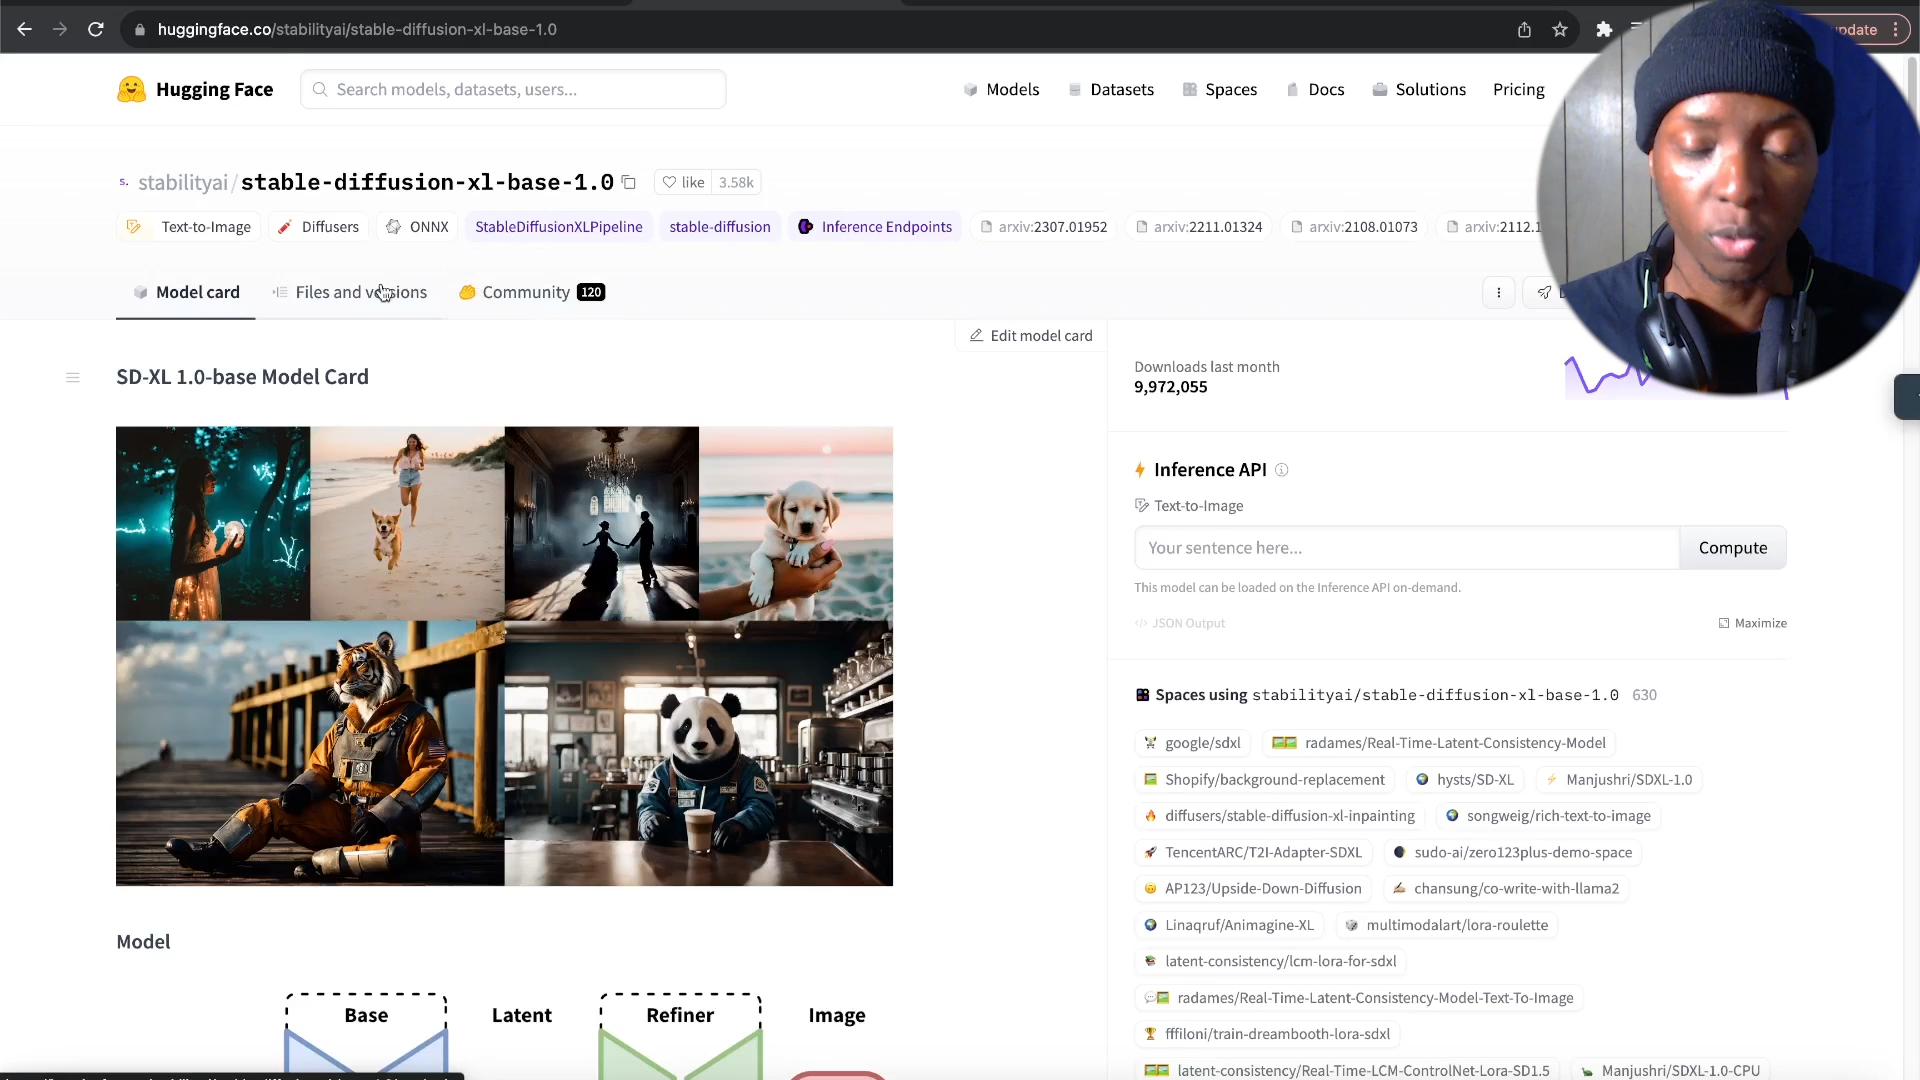 huggingface.co/stabilityai/stable-diffusion-xl-base-1.0
Hugging Face
Search models, datasets, users...
Models
Datasets
Spaces
Docs
Solutions
Pricing
stabilityai/stable-diffusion-xl-base-1.0
like 3.58k
Text-to-Image
Diffusers
ONNX
StableDiffusionXLPipeline
stable-diffusion
Inference Endpoints
arxiv:2307.01952
arxiv:2211.01324
arxiv:2108.01073
Model card
Files and versions
Community 120
Edit model card
SD-XL 1.0-base Model Card
Model
Base
Latent
Refiner
Image
Downloads last month
9,972,055
Inference API
Text-to-Image
Your sentence here...
Compute
This model can be loaded on the Inference API on-demand.
JSON Output
Maximize
Spaces using stabilityai/stable-diffusion-xl-base-1.0 630
google/sdxl
radames/Real-Time-Latent-Consistency-Model
Shopify/background-replacement
hysts/SD-XL
Manjushri/SDXL-1.0
diffusers/stable-diffusion-xl-inpainting
songweig/rich-text-to-image
TencentARC/T2I-Adapter-SDXL
sudo-ai/zero123plus-demo-space
AP123/Upside-Down-Diffusion
chansung/co-write-with-llama2
Linaqruf/Animagine-XL
multimodalart/lora-roulette
latent-consistency/lcm-lora-for-sdxl
radames/Real-Time-Latent-Consistency-Model-Text-To-Image
fffiloni/train-dreambooth-lora-sdxl
latent-consistency/Real-Time-LCM-ControlNet-Lora-SD1.5
Manjushri/SDXL-1.0-CPU